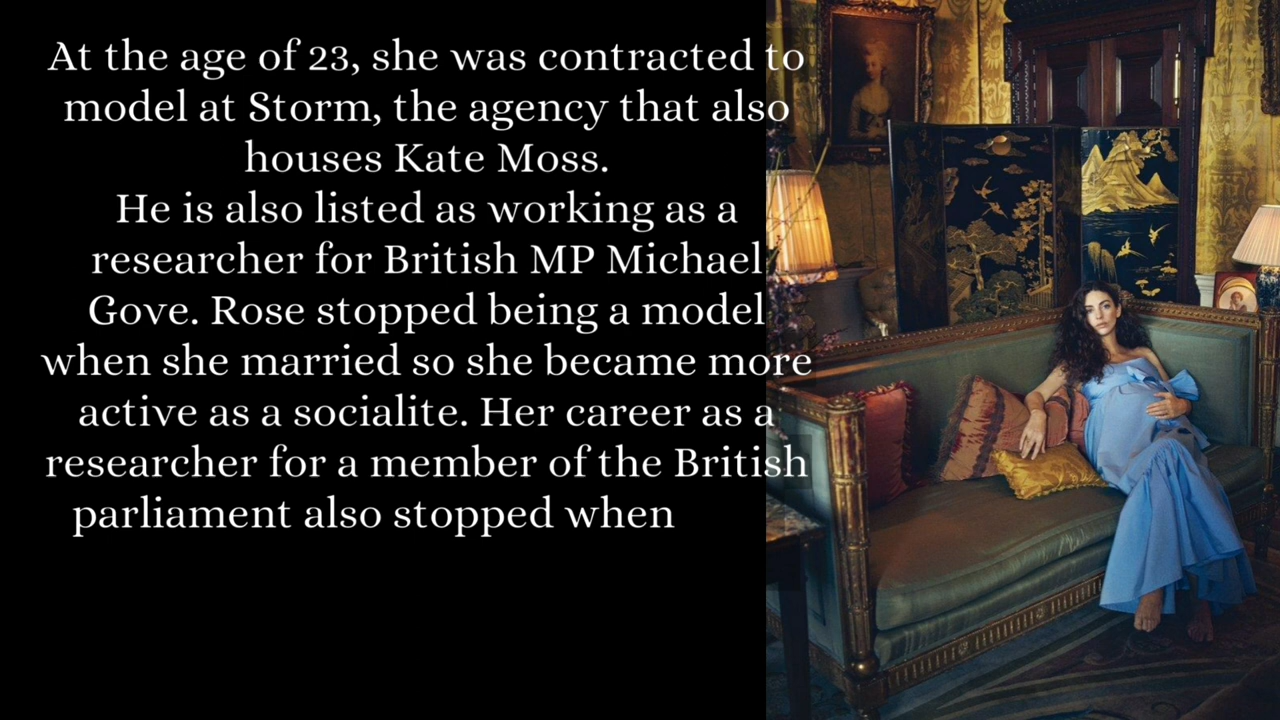 At the age of 23, she was contracted to
model at Storm, the agency that also
houses Kate Moss.
He is also listed as working as a
researcher for British MP Michael
Gove. Rose stopped being a model
when she married so she became more
active as a socialite. Her career as a
researcher for a member of the British
parliament also stopped when